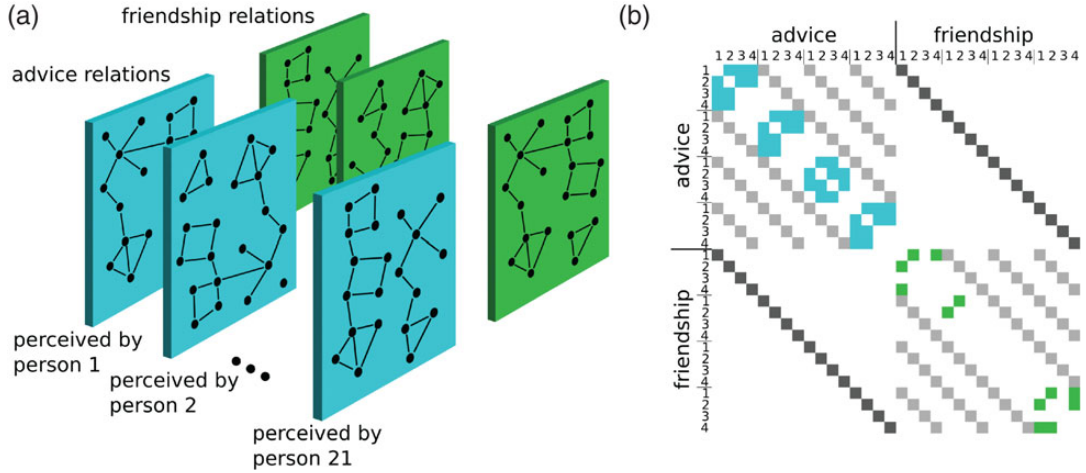 (a)
friendship relations
advice relations
perceived by
person 1
perceived by
person 2
perceived by
person 21
(b)
advice
friendship
1 2 3 4 1 2 3 4 1 2 3 4 1 2 3 4 1 2 3 4 1 2 3 4 1 2 3 4 1 2 3 4
advice
1
2
3
4
1
2
3
4
1
2
3
4
1
2
3
4
friendship
1
2
3
4
1
2
3
4
1
2
3
4
1
2
3
4